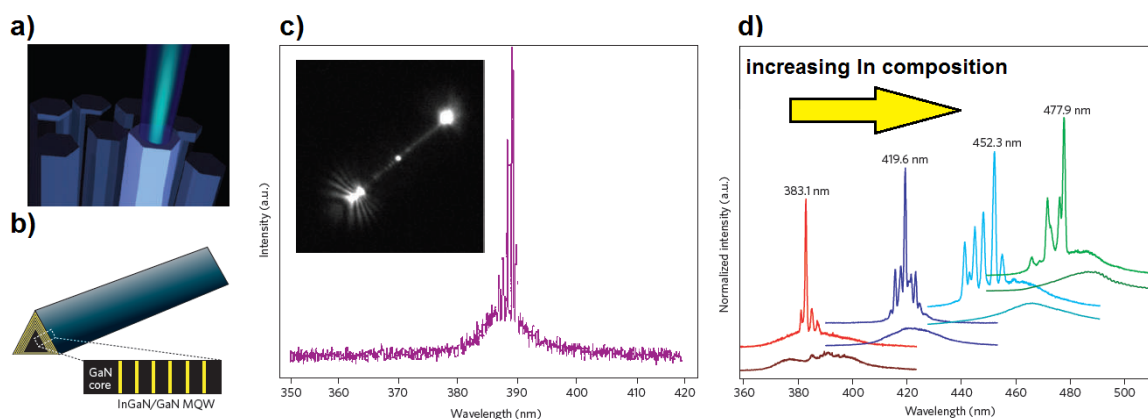 a)
b)
GaN
core
InGaN/GaN MQW
c)
Intensity (a.u.)
350 360 370 380 390 400 410 420
Wavelength (nm)
d)
increasing In composition
477.9 nm
452.3 nm
419.6 nm
383.1 nm
Normalized intensity (a.u.)
360 380 400 420 440 460 480 500
Wavelength (nm)